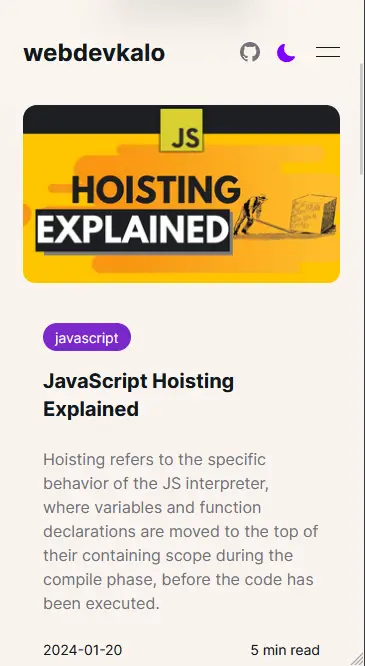 webdevkalo
JS
HOISTING
EXPLAINED
javascript
JavaScript Hoisting
Explained
Hoisting refers to the specific
behavior of the JS interpreter,
where variables and function
declarations are moved to the top of
their containing scope during the
compile phase, before the code has
been executed.
2024-01-20 5 min read